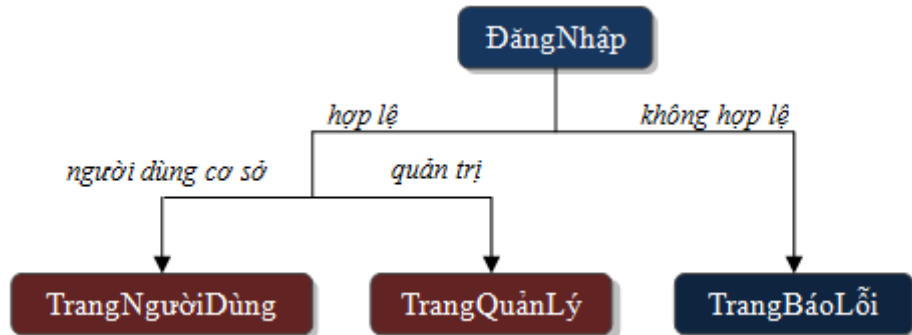 ĐăngNhập
hợp lệ
không hợp lệ
người dùng cơ sở
quản trị
TrangNgườiDùng
TrangQuảnLý
TrangBáoLỗi